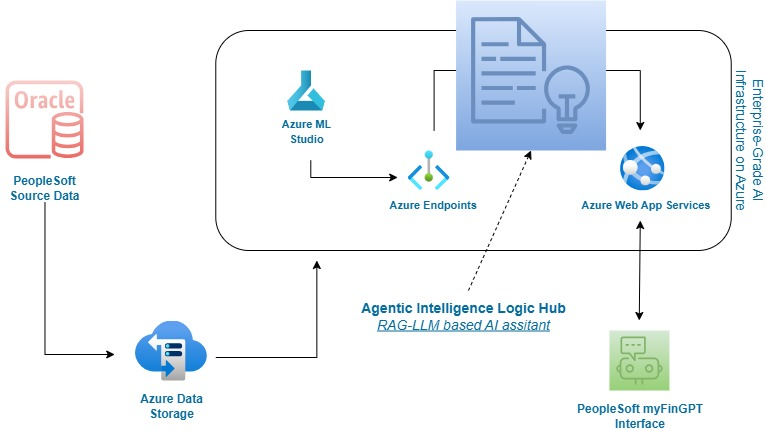 Oracle
PeopleSoft
Source Data
Azure ML
Studio
Azure Endpoints
Azure Web App Services
Enterprise-Grade AI
Infrastructure on Azure
Agentic Intelligence Logic Hub
RAG-LLM based AI assitant
Azure Data
Storage
PeopleSoft myFinGPT
Interface